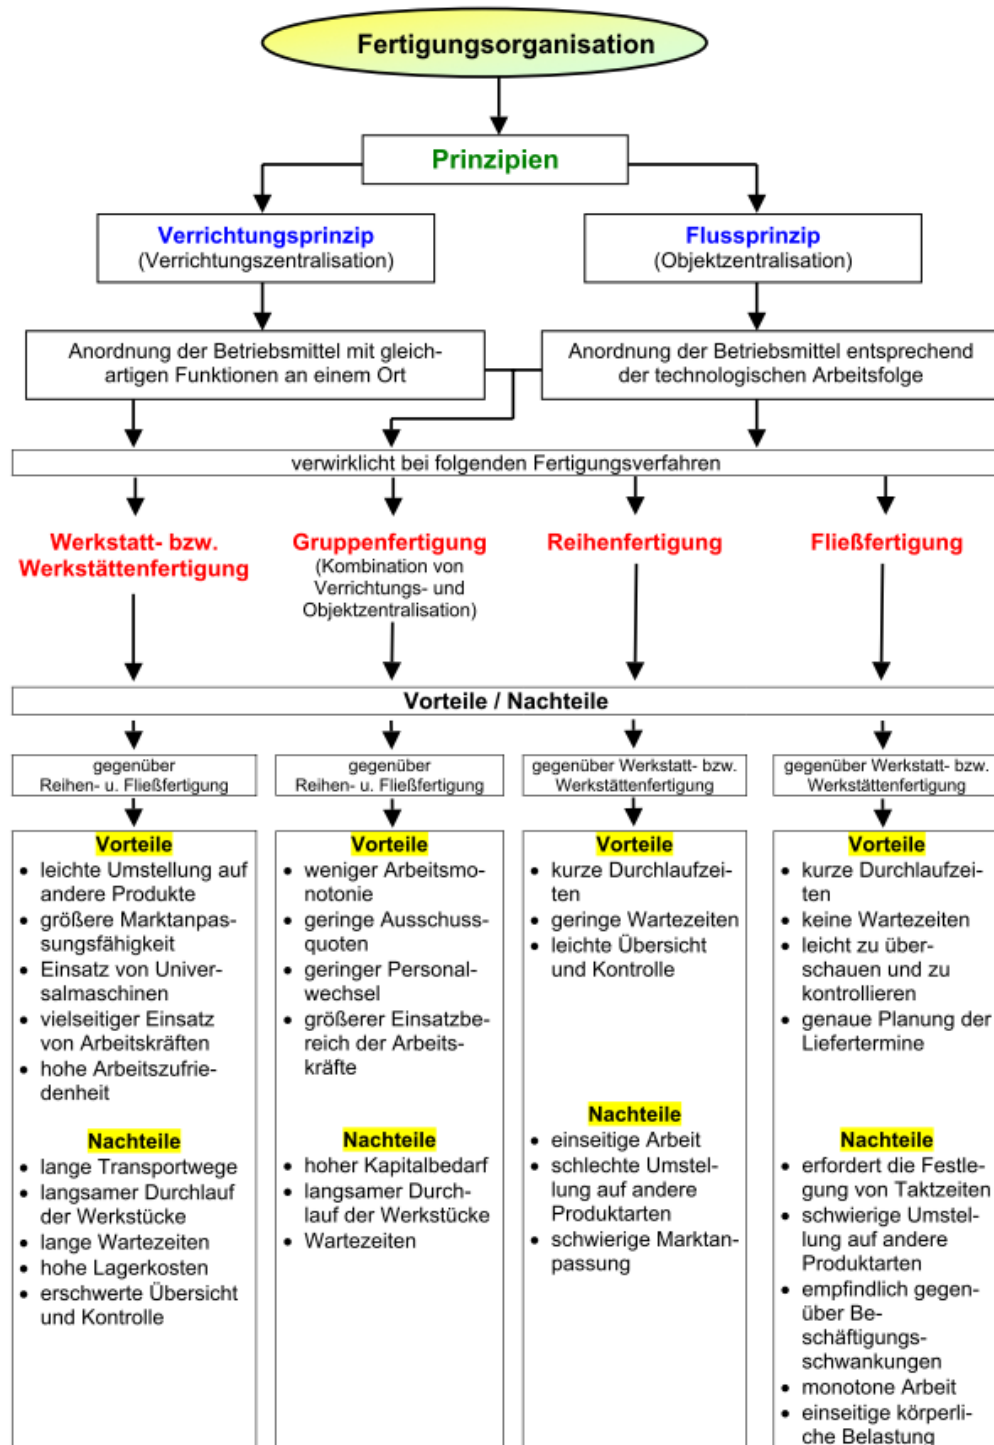 Fertigungsorganisation
Prinzipien
Verrichtungsprinzip
(Verrichtungszentralisation)
Flussprinzip
(Objektzentralisation)
Anordnung der Betriebsmittel mit gleich-
artigen Funktionen an einem Ort
Anordnung der Betriebsmittel entsprechend
der technologischen Arbeitsfolge
verwirklicht bei folgenden Fertigungsverfahren
Werkstatt- bzw.
Werkstättenfertigung
Gruppenfertigung
(Kombination von
Verrichtungs- und
Objektzentralisation)
Reihenfertigung
Fließfertigung
Vorteile / Nachteile
gegenüber
Reihen- u. Fließfertigung
gegenüber
Reihen- u. Fließfertigung
gegenüber Werkstatt- bzw.
Werkstättenfertigung
gegenüber Werkstatt- bzw.
Werkstättenfertigung
Vorteile
• leichte Umstellung auf
andere Produkte
• größere Marktanpas-
sungsfähigkeit
• Einsatz von Univer-
salmaschinen
• vielseitiger Einsatz
von Arbeitskräften
• hohe Arbeitszufrie-
denheit
Nachteile
• lange Transportwege
• langsamer Durchlauf
der Werkstücke
• lange Wartezeiten
• hohe Lagerkosten
• erschwerte Übersicht
und Kontrolle
Vorteile
• weniger Arbeitsmo-
notonie
• geringe Ausschuss-
quoten
• geringer Personal-
wechsel
• größerer Einsatzbe-
reich der Arbeits-
kräfte
Nachteile
• hoher Kapitalbedarf
• langsamer Durch-
lauf der Werkstücke
• Wartezeiten
Vorteile
• kurze Durchlaufzei-
ten
• geringe Wartezeiten
• leichte Übersicht
und Kontrolle
Nachteile
• einseitige Arbeit
• schlechte Umstel-
lung auf andere
Produktarten
• schwierige Marktan-
passung
Vorteile
• kurze Durchlaufzei-
ten
• keine Wartezeiten
• leicht zu über-
schauen und zu
kontrollieren
• genaue Planung der
Liefertermine
Nachteile
• erfordert die Festle-
gung von Taktzeiten
• schwierige Umstel-
lung auf andere
Produktarten
• empfindlich gegen-
über Be-
schäftigungs-
schwankungen
• monotone Arbeit
• einseitige körperli-
che Belastung